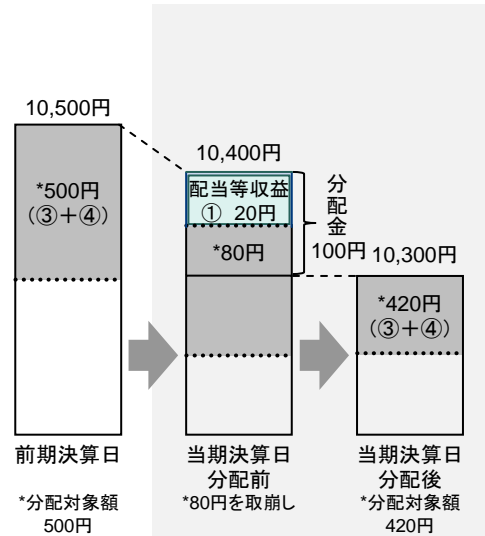 10,500円
*500円
(③＋④)
10,400円
配当等収益
① 20円
*80円
分配金
100円
10,300円
*420円
(③＋④)
前期決算日
*分配対象額
500円
当期決算日
分配前
*80円を取崩し
当期決算日
分配後
*分配対象額
420円